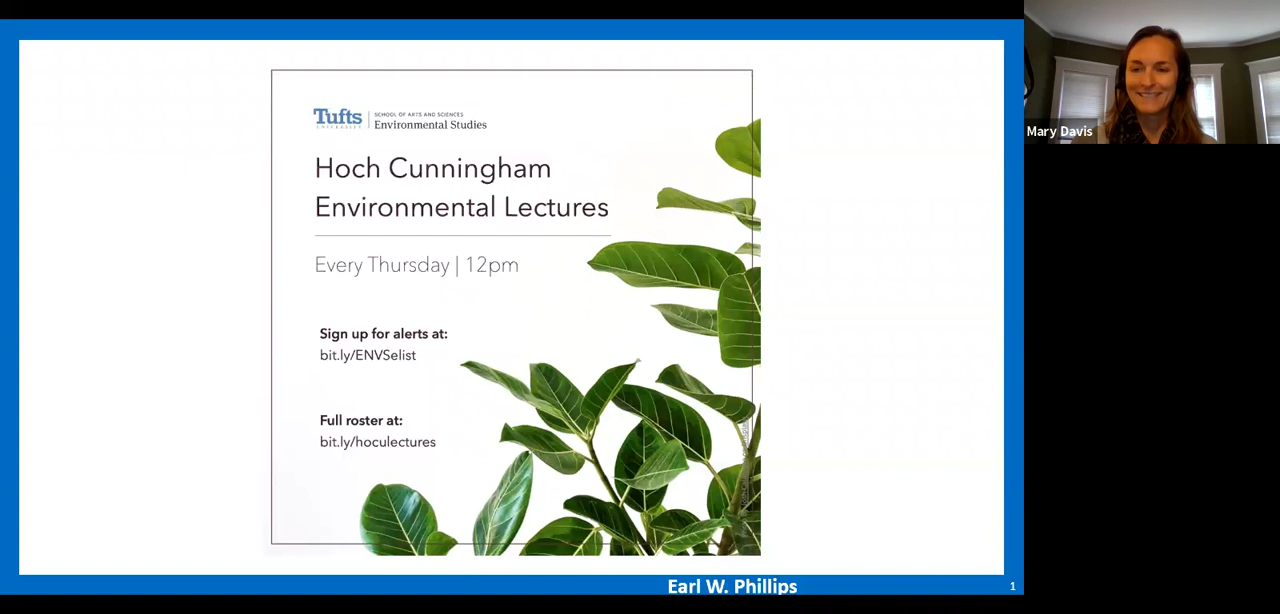 Tufts
UNIVERSITY
SCHOOL OF ARTS AND SCIENCES
Environmental Studies
Hoch Cunningham
Environmental Lectures
Every Thursday | 12pm
Sign up for alerts at:
bit.ly/ENVSelist
Full roster at:
bit.ly/hoculectures
Earl W. Phillips
1
Mary Davis